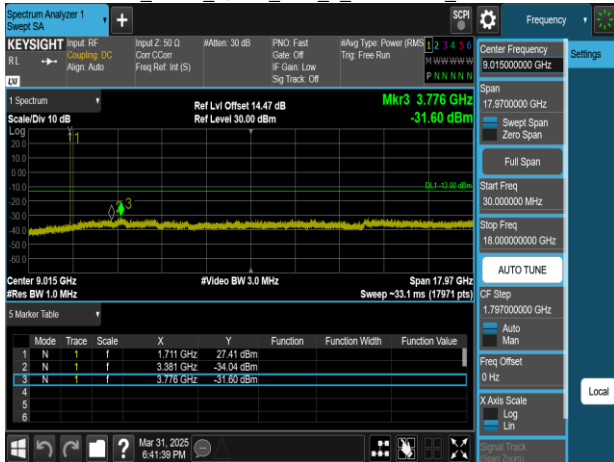 Spectrum Analyzer 1
Swept SA
+
SCPI
Frequency
KEYSIGHT Input: RF
RL
Coupling: DC
Align: Auto
LXI
Input Z: 50 Ω
Corr CCorr
Freq Ref: Int (S)
#Atten: 30 dB
PNO: Fast
Gate: Off
IF Gain: Low
Sig Track: Off
#Avg Type: Power (RMS
Trig: Free Run
1 2 3 4 5 6
M W W W W W
P N N N N N
1 Spectrum
Scale/Div 10 dB
Ref Lvl Offset 14.47 dB
Ref Level 30.00 dBm
Mkr3 3.776 GHz
-31.60 dBm
Log
1
20.0
10.0
0.00
DL1 -13.00 dBm
-10.0
-20.0
2 3
-30.0
-40.0
-50.0
-60.0
Center 9.015 GHz
#Res BW 1.0 MHz
#Video BW 3.0 MHz
Span 17.97 GHz
Sweep ~33.1 ms (17971 pts)
5 Marker Table
Mode Trace Scale X Y Function Function Width Function Value
1 N 1 f 1.711 GHz 27.41 dBm
2 N 1 f 3.381 GHz -34.04 dBm
3 N 1 f 3.776 GHz -31.60 dBm
4
5
6
?
Mar 31, 2025
6:41:39 PM
Center Frequency
9.015000000 GHz
Span
17.9700000 GHz
Swept Span
Zero Span
Full Span
Start Freq
30.000000 MHz
Stop Freq
18.000000000 GHz
AUTO TUNE
CF Step
1.797000000 GHz
Auto
Man
Freq Offset
0 Hz
X Axis Scale
Log
Lin
Signal Track
(Span Zoom)
Settings
Local